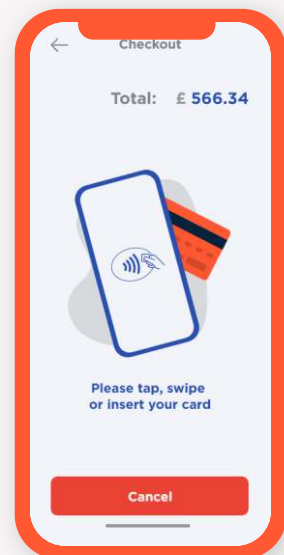 Checkout
Total: £ 566.34
Please tap, swipe
or insert your card
Cancel